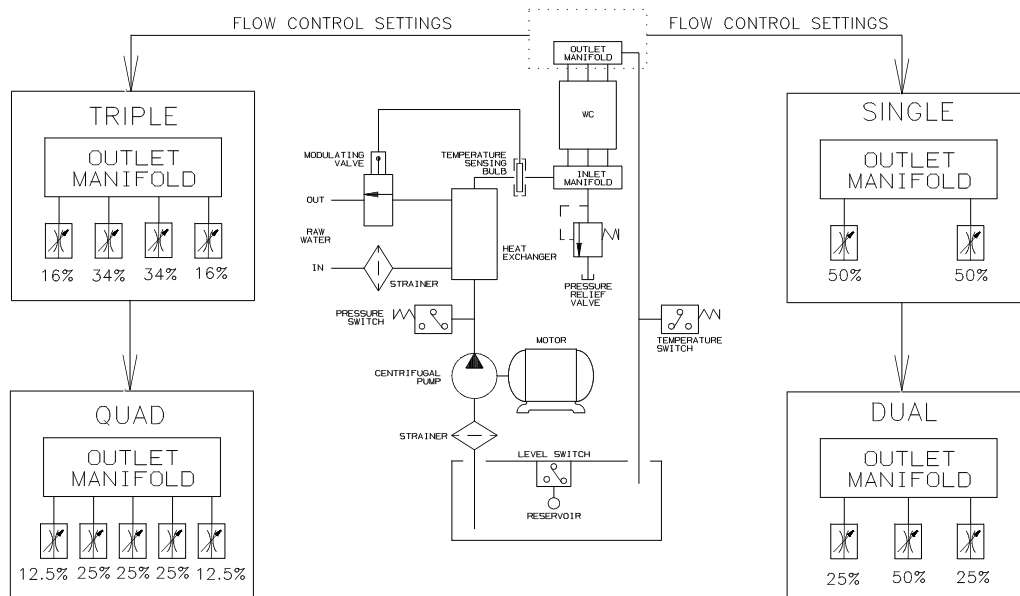 FLOW CONTROL SETTINGS
FLOW CONTROL SETTINGS
OUTLET
MANIFOLD
WC
INLET
MANIFOLD
MODULATING
VALVE
TEMPERATURE
SENSING
BULB
OUT
RAW
WATER
IN
STRAINER
HEAT
EXCHANGER
PRESSURE
RELIEF
VALVE
PRESSURE
SWITCH
TEMPERATURE
SWITCH
MOTOR
CENTRIFUGAL
PUMP
STRAINER
LEVEL SWITCH
RESERVOIR
TRIPLE
OUTLET
MANIFOLD
16% 34% 34% 16%
QUAD
OUTLET
MANIFOLD
12.5% 25% 25% 25% 12.5%
SINGLE
OUTLET
MANIFOLD
50% 50%
DUAL
OUTLET
MANIFOLD
25% 50% 25%